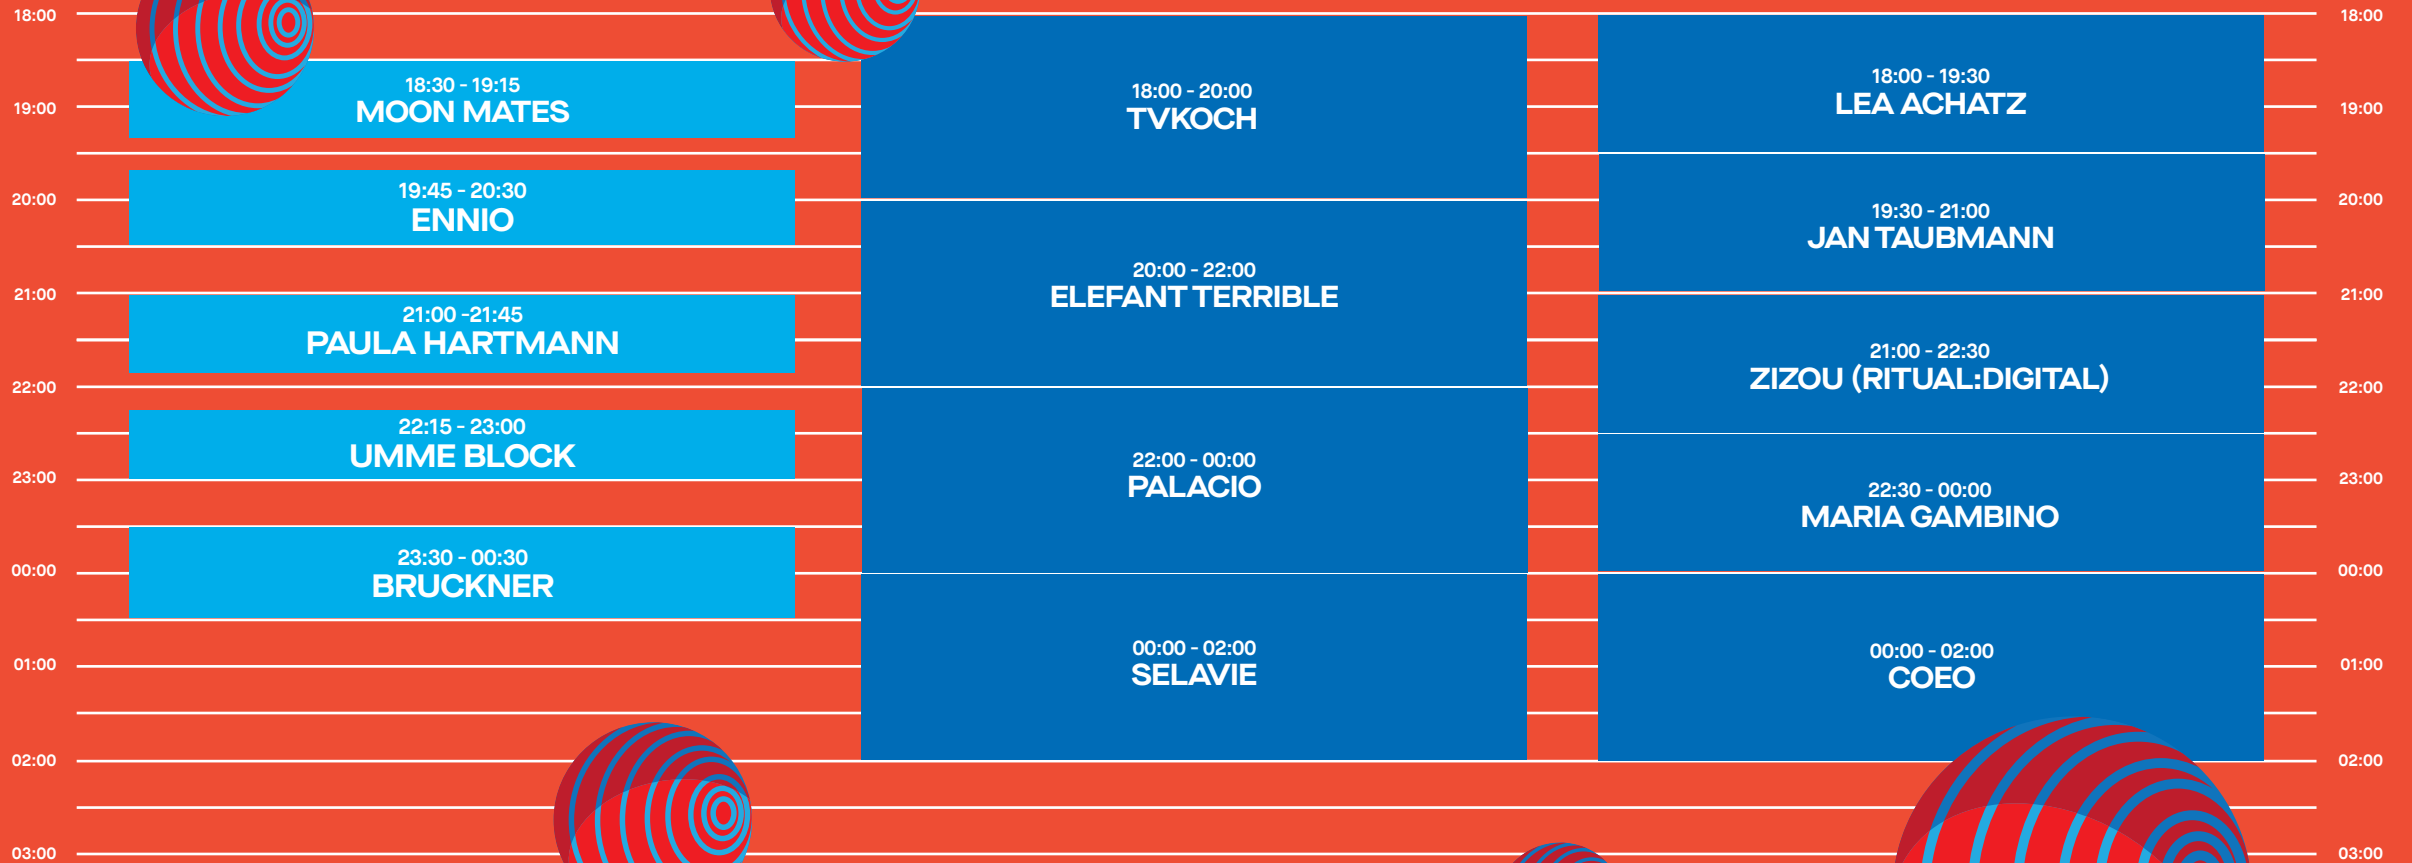 18:00
19:00
20:00
21:00
22:00
23:00
00:00
01:00
02:00
03:00
18:30 - 19:15
MOON MATES
19:45 - 20:30
ENNIO
21:00 -21:45
PAULA HARTMANN
22:15 - 23:00
UMME BLOCK
23:30 - 00:30
BRUCKNER
18:00 - 20:00
TVKOCH
20:00 - 22:00
ELEFANT TERRIBLE
22:00 - 00:00
PALACIO
00:00 - 02:00
SELAVIE
18:00 - 19:30
LEA ACHATZ
19:30 - 21:00
JAN TAUBMANN
21:00 - 22:30
ZIZOU (RITUAL:DIGITAL)
22:30 - 00:00
MARIA GAMBINO
00:00 - 02:00
COEO
18:00
19:00
20:00
21:00
22:00
23:00
00:00
01:00
02:00
03:00